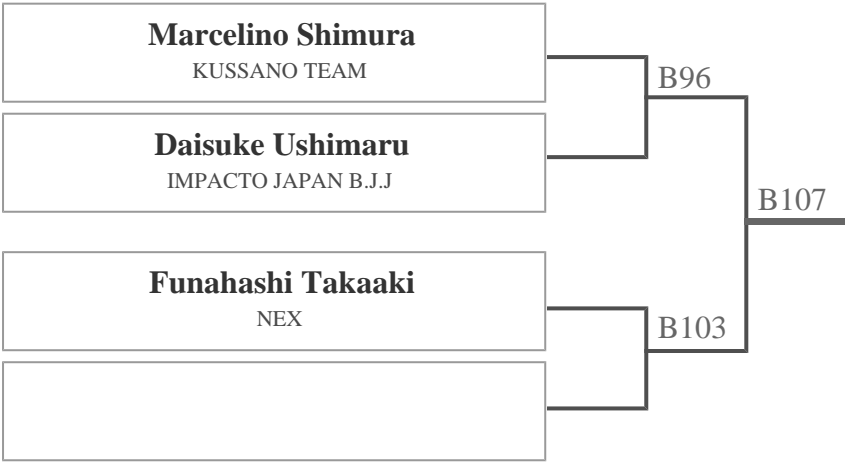 Marcelino Shimura
KUSSANO TEAM
B96
Daisuke Ushimaru
IMPACTO JAPAN B.J.J
B107
Funahashi Takaaki
NEX
B103